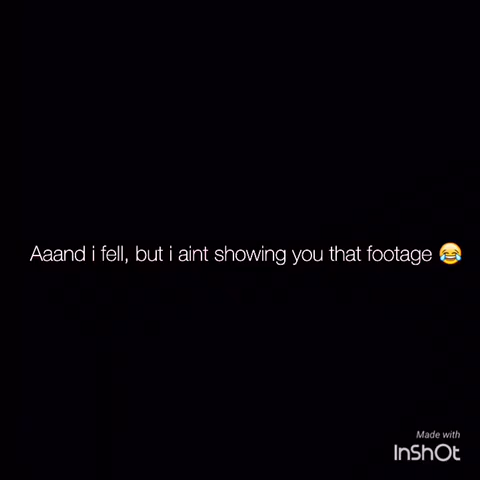 Aaand i fell, but i aint showing you that footage 😂
Made with
InShOt